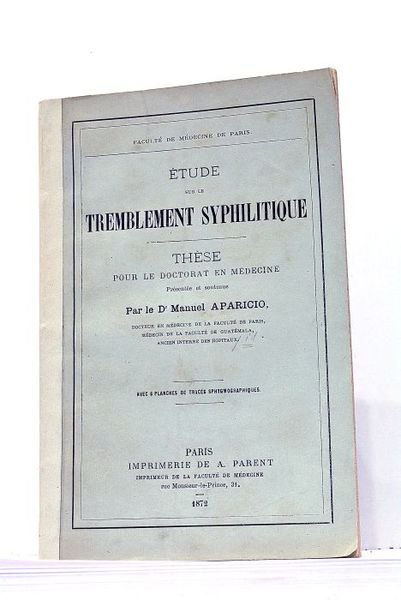 FACULTÉ DE MÉDECINE DE PARIS.
ÉTUDE
SUR LE
TREMBLEMENT SYPHILITIQUE
THÈSE
POUR LE DOCTORAT EN MÉDECINE
Présentée et soutenue
Par le Dr Manuel APARICIO,
DOCTEUR EN MÉDECINE DE LA FACULTÉ DE PARIS,
MÉDECIN DE LA FACULTÉ DE GUATÉMALA,
ANCIEN INTERNE DES HOPITAUX
AVEC 6 PLANCHES DE TRACÉS SPHYGMOGRAPHIQUES.
PARIS
IMPRIMERIE DE A. PARENT
IMPRIMEUR DE LA FACULTÉ DE MÉDECINE
rue Monsieur-le-Prince, 31.
1872